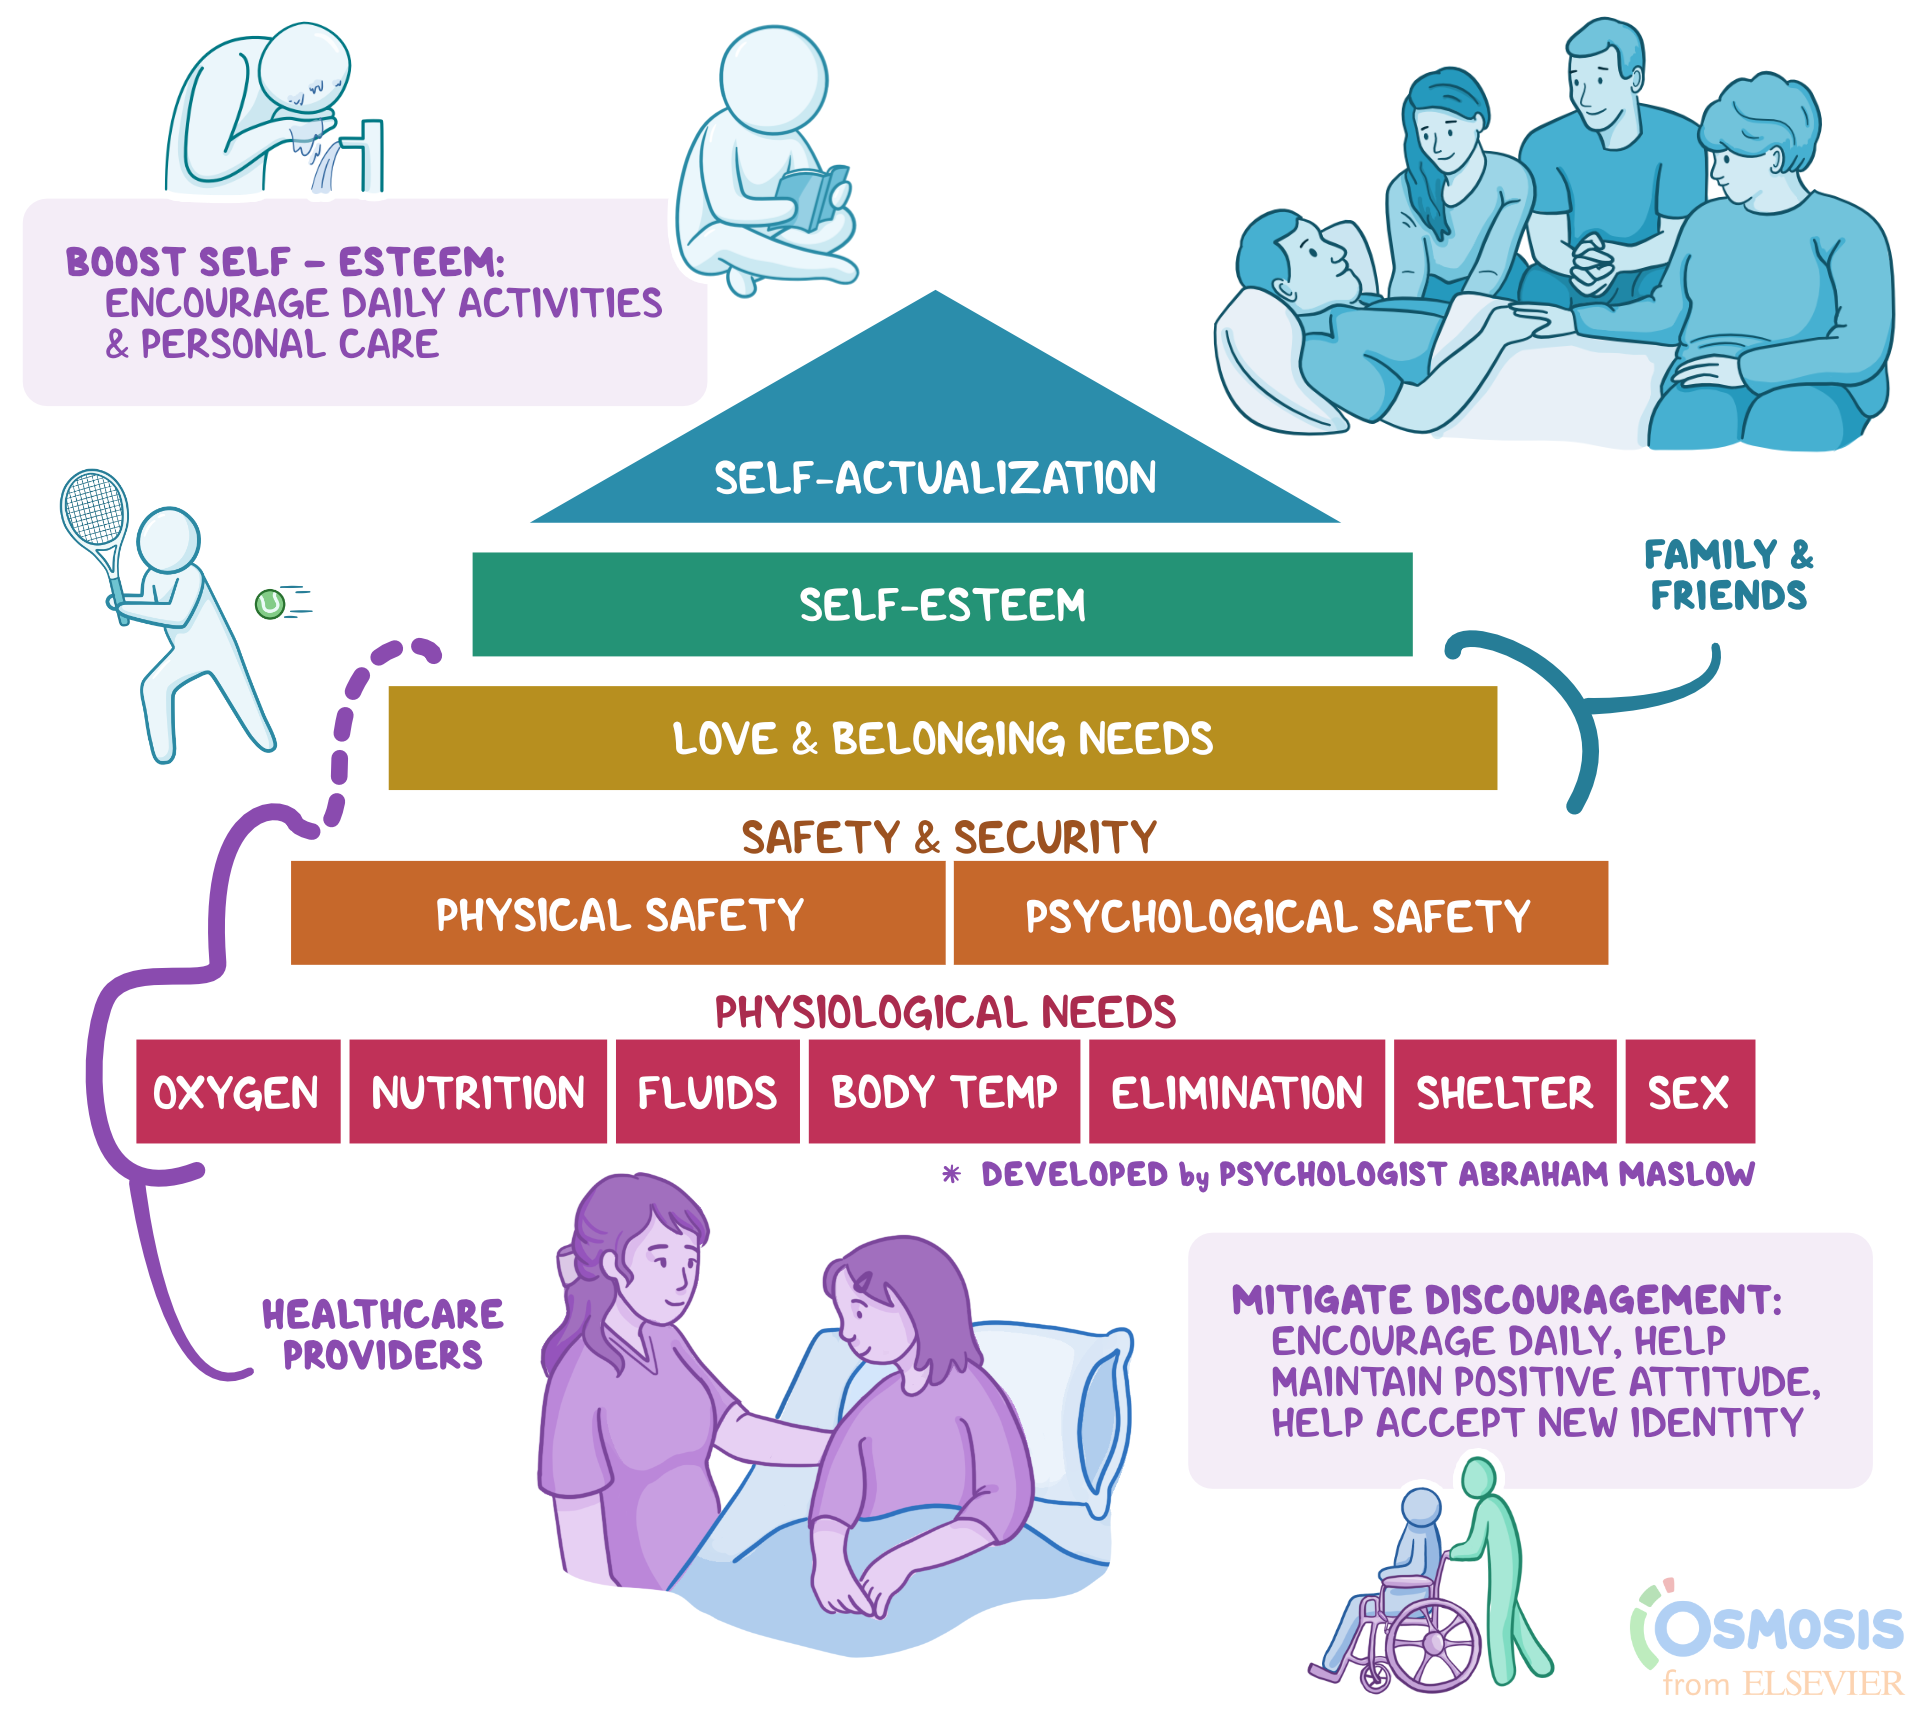 BOOST SELF - ESTEEM:
ENCOURAGE DAILY ACTIVITIES
& PERSONAL CARE
SELF-ACTUALIZATION
SELF-ESTEEM
FAMILY &
FRIENDS
LOVE & BELONGING NEEDS
SAFETY & SECURITY
PHYSICAL SAFETY
PSYCHOLOGICAL SAFETY
PHYSIOLOGICAL NEEDS
OXYGEN
NUTRITION
FLUIDS
BODY TEMP
ELIMINATION
SHELTER
SEX
* DEVELOPED by PSYCHOLOGIST ABRAHAM MASLOW
HEALTHCARE
PROVIDERS
MITIGATE DISCOURAGEMENT:
ENCOURAGE DAILY, HELP
MAINTAIN POSITIVE ATTITUDE,
HELP ACCEPT NEW IDENTITY
OSMOSIS
from ELSEVIER